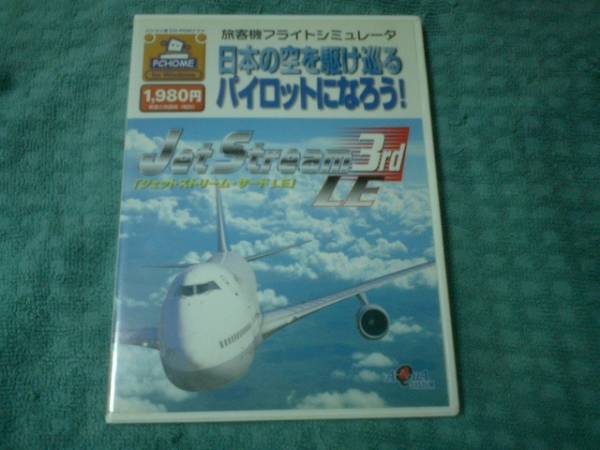 旅客機フライトシミュレータ
日本の空を駆け巡る
パイロットになろう!
PCHOME
1,980円
JetStream 3rd
LE
「ジェットストリーム・サード LE」